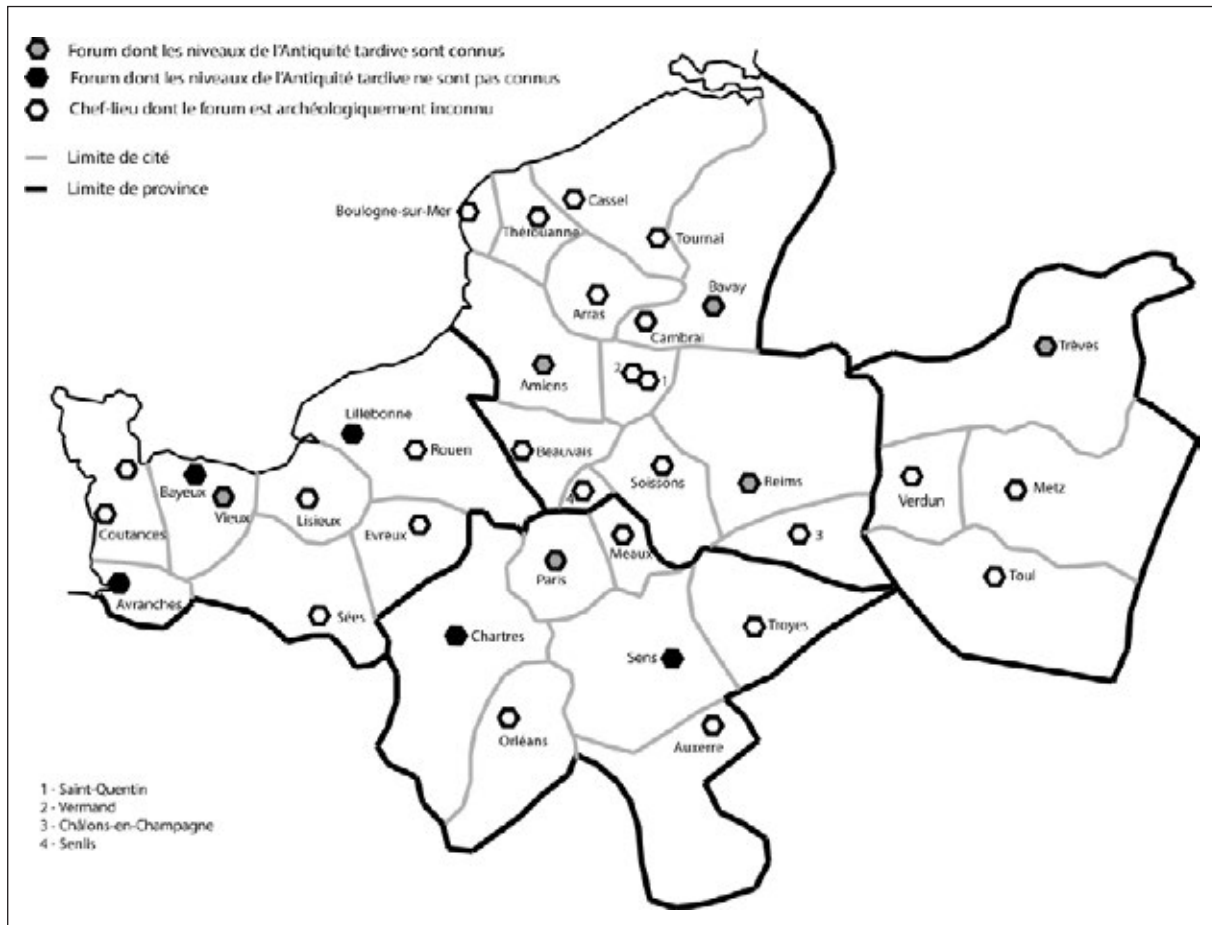 Forum dont les niveaux de l'Antiquité tardive sont connus
Forum dont les niveaux de l'Antiquité tardive ne sont pas connus
Chef-lieu dont le forum est archéologiquement inconnu
Limite de cité
Limite de province
Boulogne-sur-Mer
Thérouanne
Cassel
Tournai
Arras
Bavay
Cambrai
Trèves
Amiens
2
1
Lillebonne
Rouen
Beauvais
Soissons
Reims
Verdun
Metz
Bayeux
Vieux
Lisieux
4
Coutances
Evreux
Meaux
3
Paris
Toul
Avranches
Sées
Chartres
Troyes
Sens
Orléans
Auxerre
1 - Saint-Quentin
2 - Vermand
3 - Châlons-en-Champagne
4 - Senlis